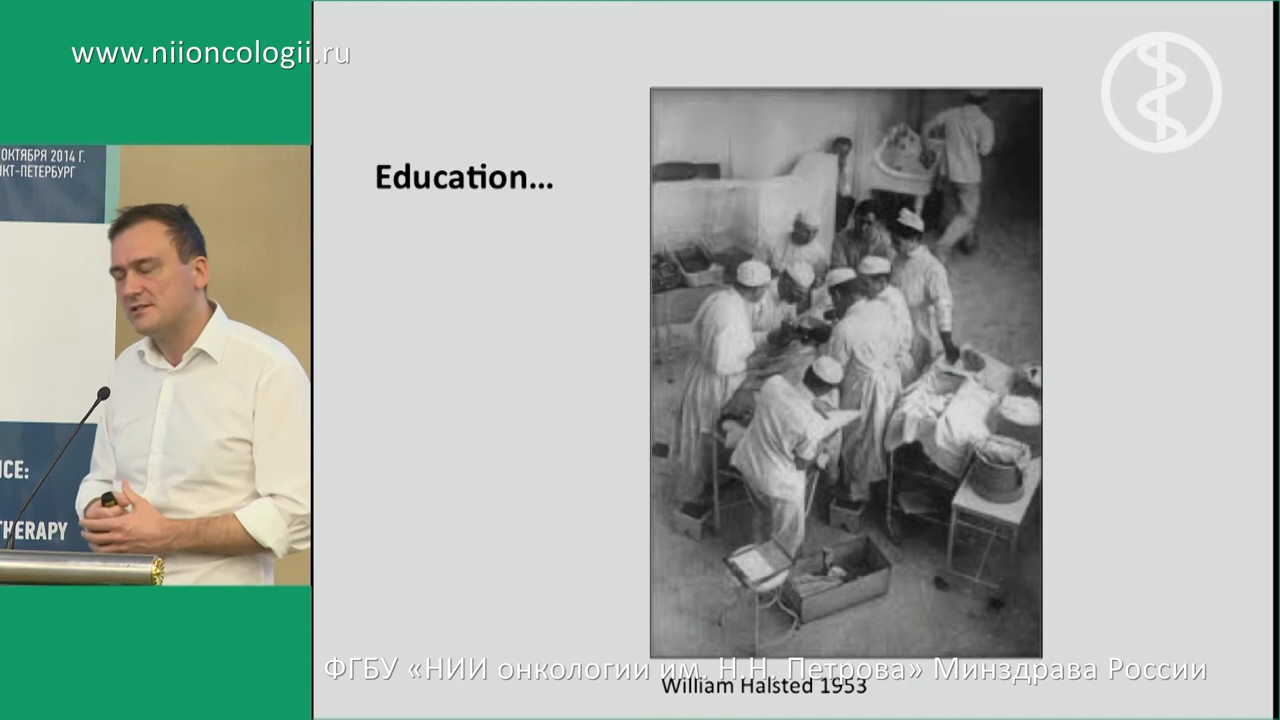 www.niioncologii.ru
ОКТЯБРЯ 2014 Г.
КТ-ПЕТЕРБУРГ
ICE:
THERAPY
Education...
ФГБУ «НИИ онкологии им. Н.Н. Петрова» Минздрава России
William Halsted 1953